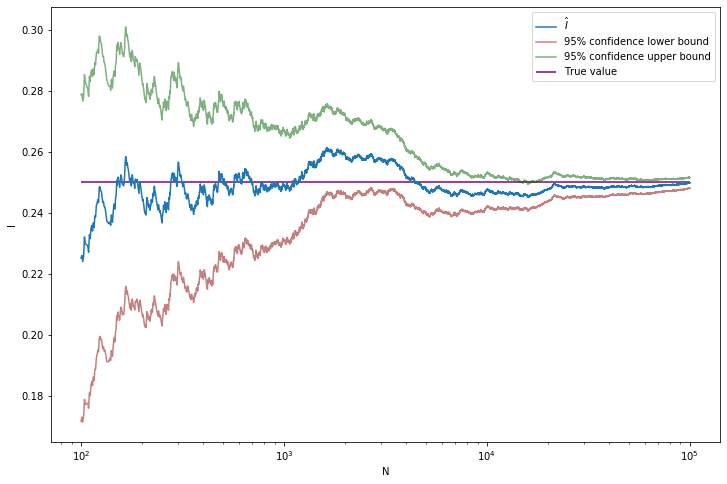 0.30
0.28
0.26
0.24
0.22
0.20
0.18
I
10²
10³
10⁴
10⁵
N
Î
95% confidence lower bound
95% confidence upper bound
True value